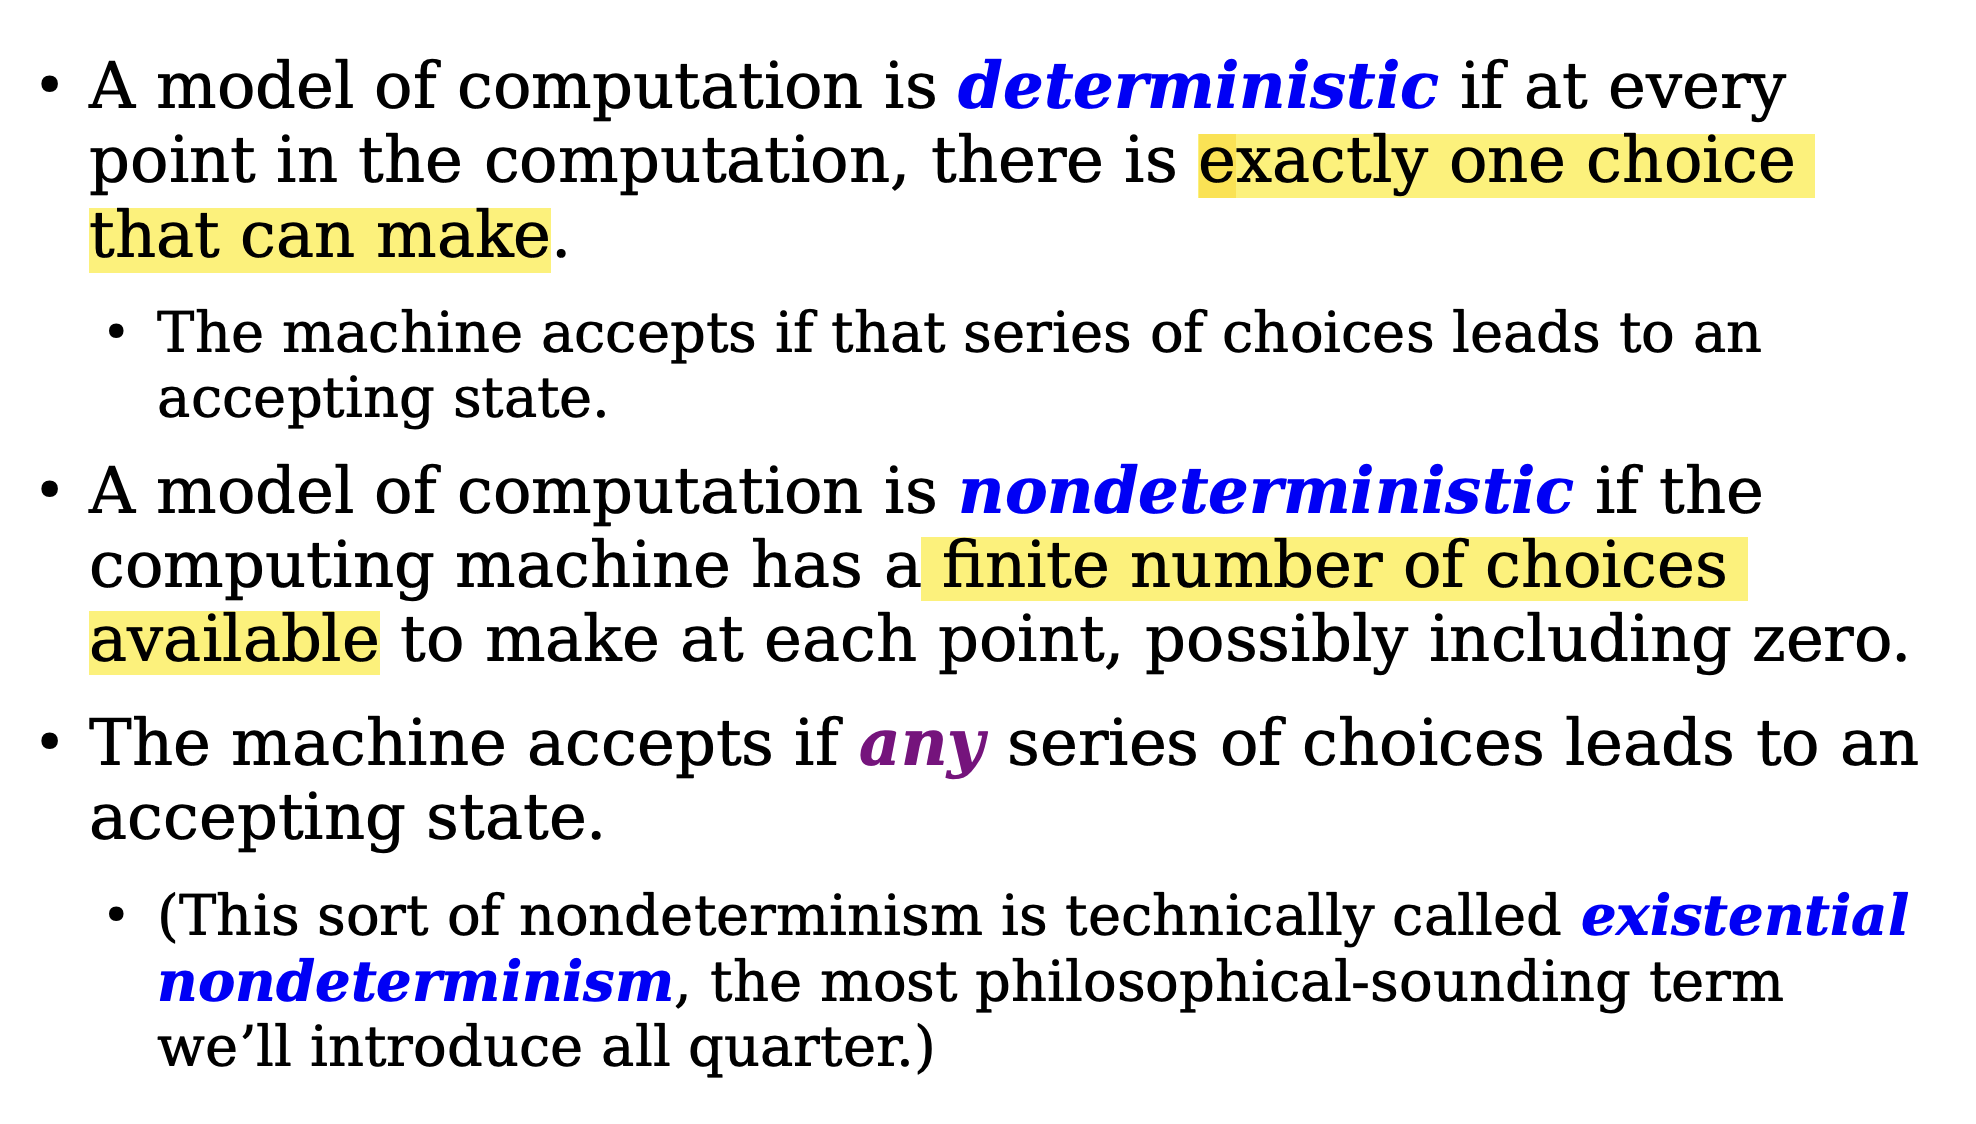 • A model of computation is deterministic if at every
point in the computation, there is exactly one choice
that can make.
• The machine accepts if that series of choices leads to an
accepting state.
• A model of computation is nondeterministic if the
computing machine has a finite number of choices
available to make at each point, possibly including zero.
• The machine accepts if any series of choices leads to an
accepting state.
• (This sort of nondeterminism is technically called existential
nondeterminism, the most philosophical-sounding term
we’ll introduce all quarter.)